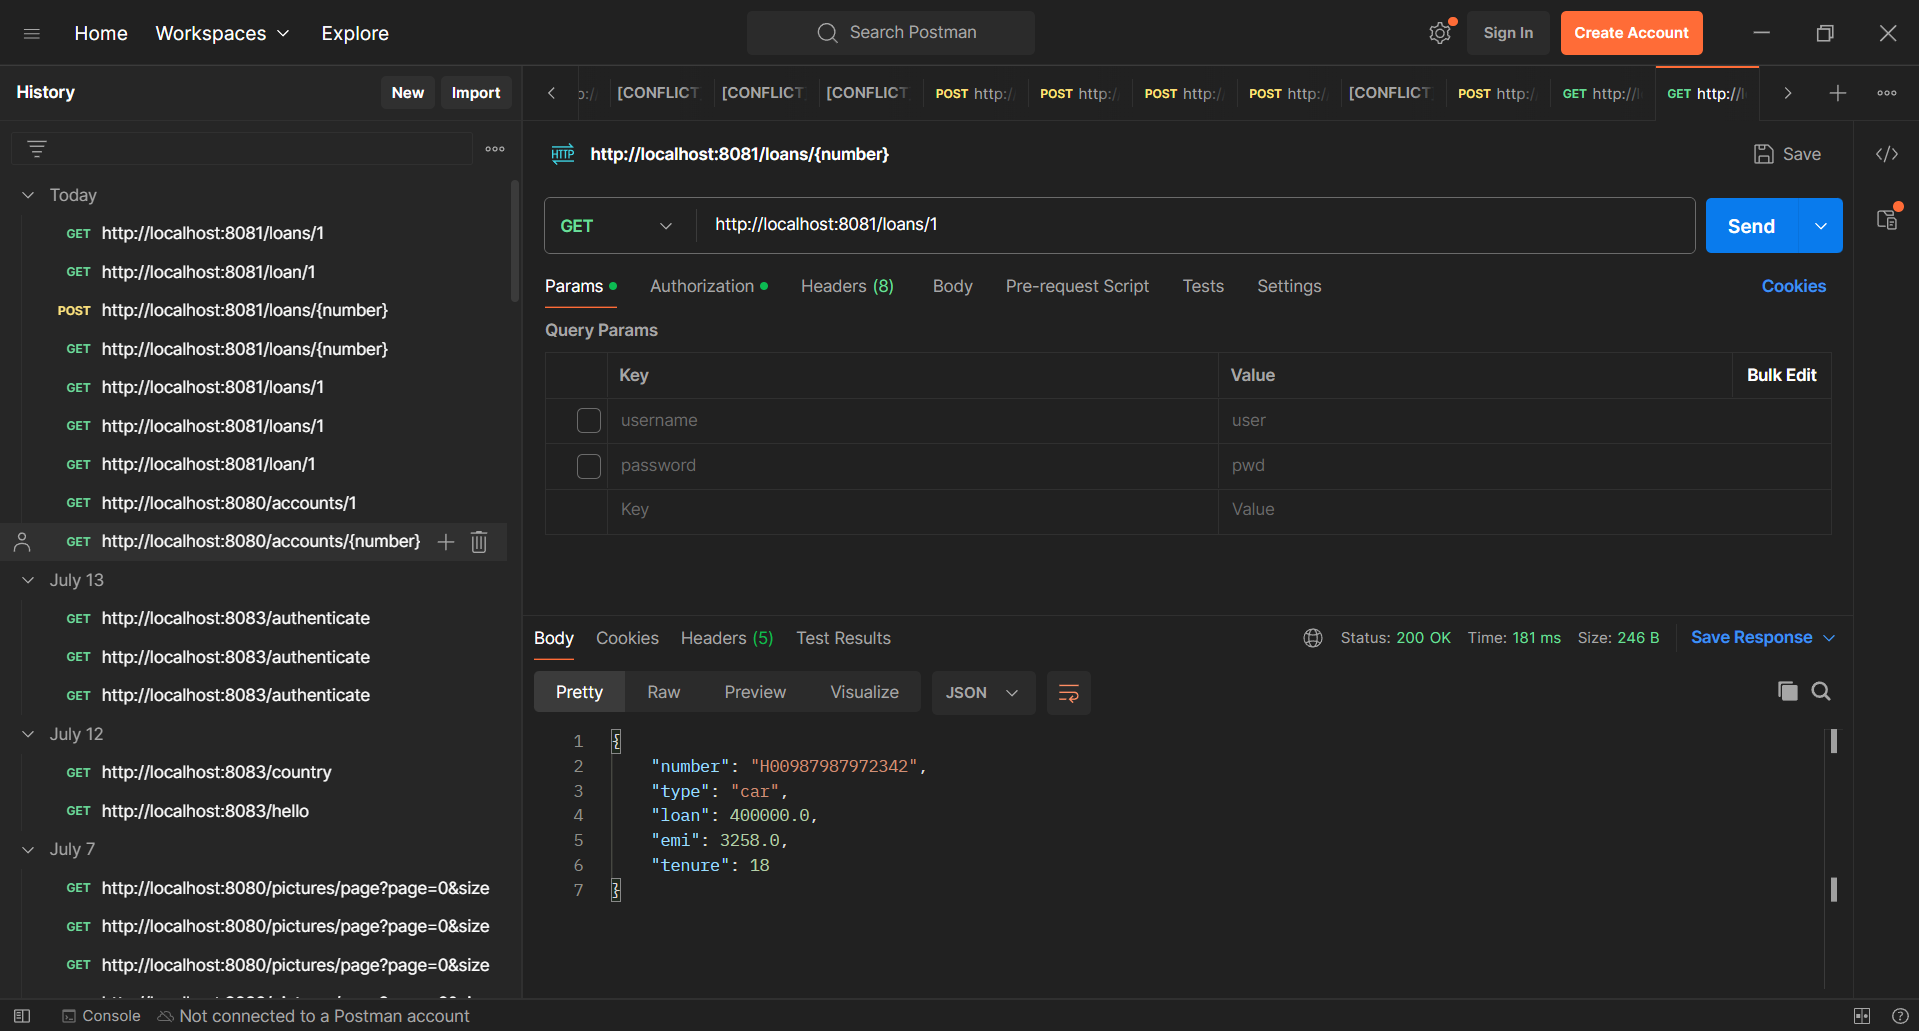 Home Workspaces Explore Search Postman Sign In Create Account
History New Import
[CONFLICT [CONFLICT [CONFLICT POST http:/ POST http:/ POST http:/ POST http:/ [CONFLICT POST http:/ GET http://l GET http://l
HTTP http://localhost:8081/loans/{number} Save </>
Today
GET http://localhost:8081/loans/1
GET http://localhost:8081/loan/1
POST http://localhost:8081/loans/{number}
GET http://localhost:8081/loans/{number}
GET http://localhost:8081/loans/1
GET http://localhost:8081/loans/1
GET http://localhost:8081/loan/1
GET http://localhost:8080/accounts/1
GET http://localhost:8080/accounts/{number}
July 13
GET http://localhost:8083/authenticate
GET http://localhost:8083/authenticate
GET http://localhost:8083/authenticate
July 12
GET http://localhost:8083/country
GET http://localhost:8083/hello
July 7
GET http://localhost:8080/pictures/page?page=0&size
GET http://localhost:8080/pictures/page?page=0&size
GET http://localhost:8080/pictures/page?page=0&size
GET http://localhost:8081/loans/1 Send
Params Authorization Headers (8) Body Pre-request Script Tests Settings Cookies
Query Params
Key Value Bulk Edit
username user
password pwd
Key Value
Body Cookies Headers (5) Test Results Status: 200 OK Time: 181 ms Size: 246 B Save Response
Pretty Raw Preview Visualize JSON
1 {
2 "number": "H00987987972342",
3 "type": "car",
4 "loan": 400000.0,
5 "emi": 3258.0,
6 "tenure": 18
7 }
Console Not connected to a Postman account